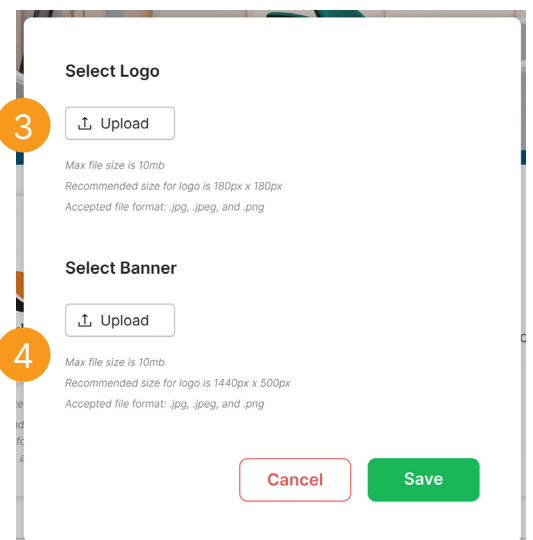 Select Logo
3
Upload
Max file size is 10mb
Recommended size for logo is 180px x 180px
Accepted file format: .jpg, .jpeg, and .png
Select Banner
Upload
4
Max file size is 10mb
Recommended size for logo is 1440px x 500px
Accepted file format: .jpg, .jpeg, and .png
Cancel
Save